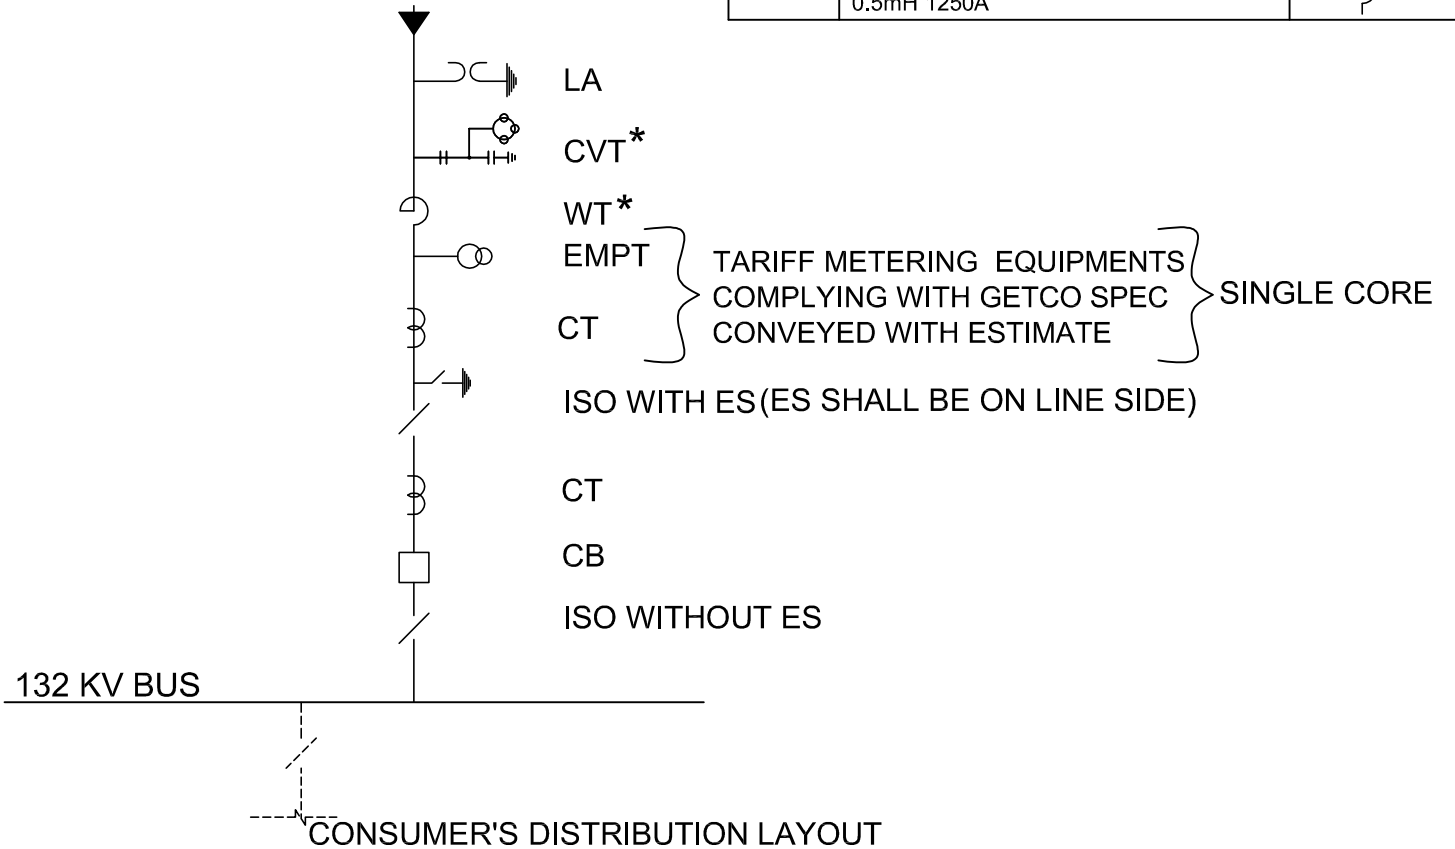 0.5mH 1250A
LA
CVT*
WT*
EMPT
TARIFF METERING EQUIPMENTS
COMPLYING WITH GETCO SPEC
CONVEYED WITH ESTIMATE
SINGLE CORE
CT
ISO WITH ES (ES SHALL BE ON LINE SIDE)
CT
CB
ISO WITHOUT ES
132 KV BUS
CONSUMER'S DISTRIBUTION LAYOUT